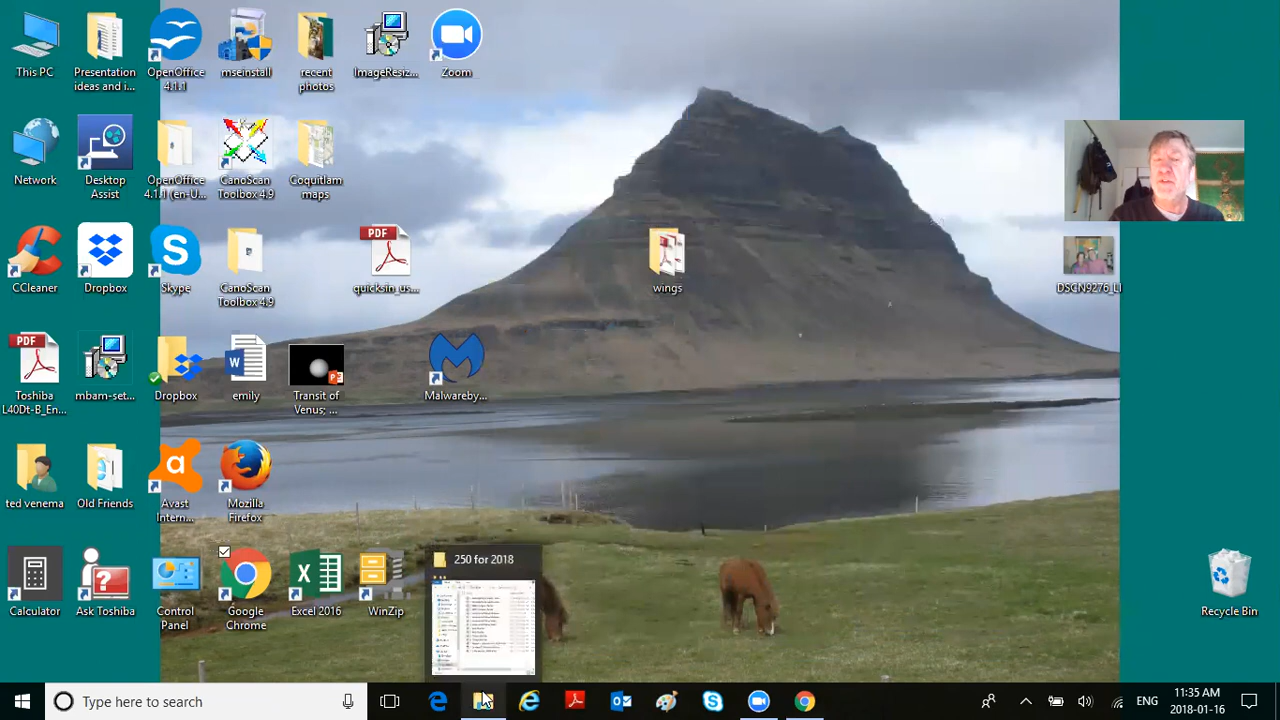 This PC
Presentation
ideas and i...
OpenOffice
4.1.1
mseinstall
recent
photos
ImageResiz...
Zoom
Network
Desktop
Assist
OpenOffice
4.1.1 (en-U...
CanoScan
Toolbox 4.9
Coquitlam
maps
CCleaner
Dropbox
Skype
CanoScan
Toolbox 4.9
PDF
quicksin_us...
wings
DSCN9276_LI
PDF
Toshiba
L40Dt-B_En...
mbam-set...
Dropbox
emily
Transit of
Venus; ...
Malwareby...
ted venema
Old Friends
Avast
Intern...
Mozilla
Firefox
Calculator
Ask Toshiba
Control
Panel
Google
Chrome
Excel 2016
WinZip
250 for 2018
Recycle Bin
Type here to search
ENG
11:35 AM
2018-01-16